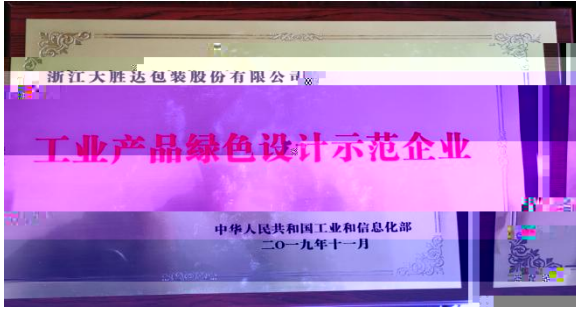 浙江大胜达包装股份有限公司
工业产品绿色设计示范企业
中华人民共和国工业和信息化部
二〇一九年十一月